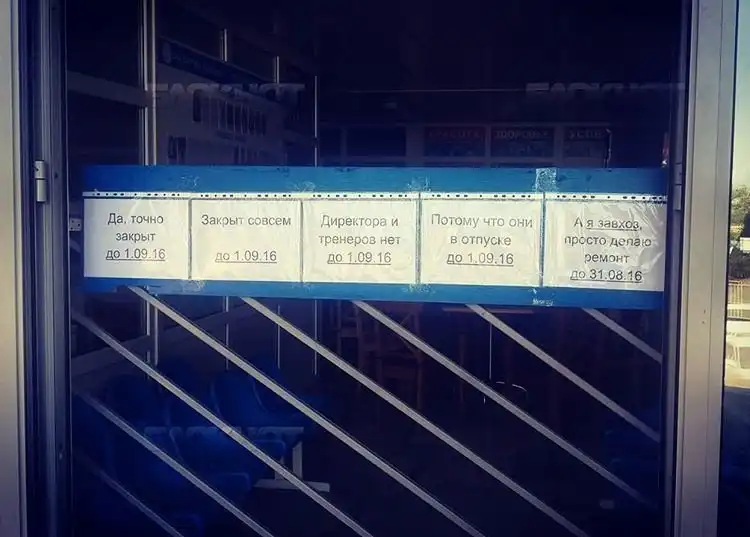 Да, точно
закрыт
до 1.09.16
Закрыт совсем
до 1.09.16
Директора и
тренеров нет
до 1.09.16
Потому что они
в отпуске
до 1.09.16
А я завхоз,
просто делаю
ремонт
до 31.08.16
ЗДОРОВЬЕ